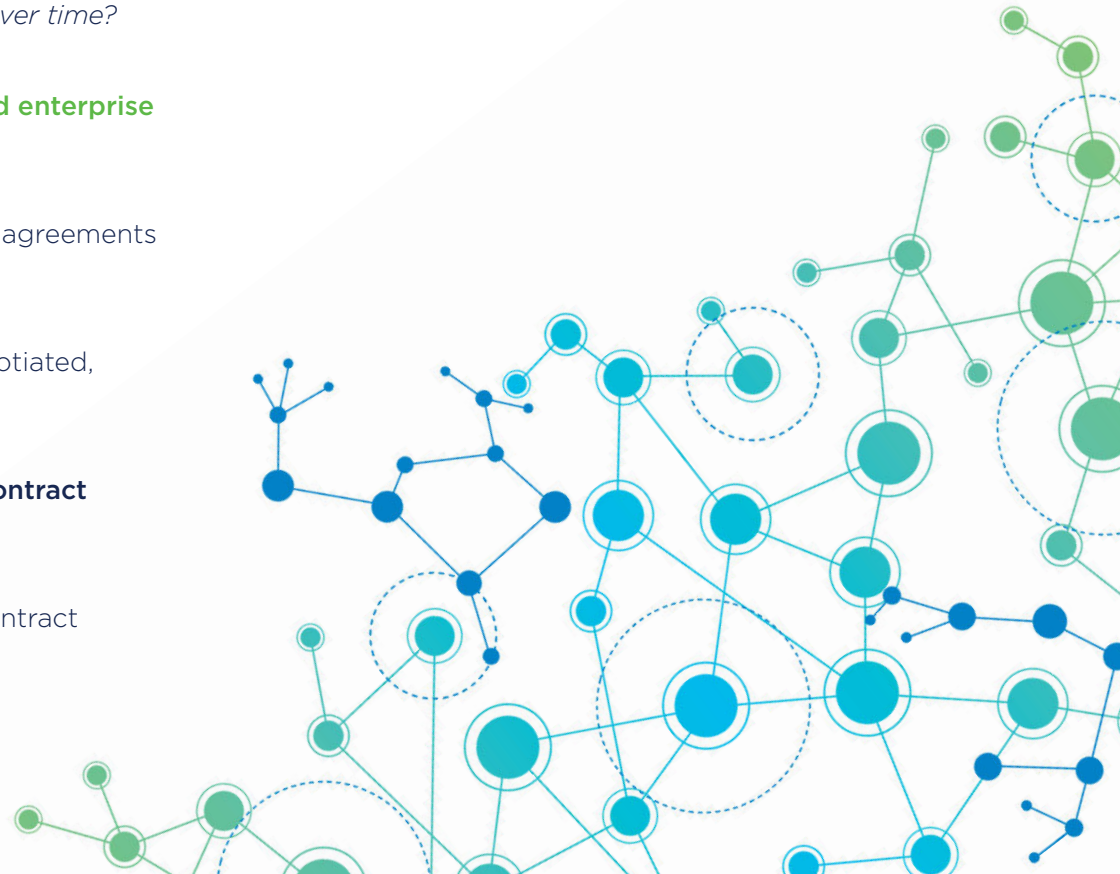 ver time?
d enterprise
agreements
otiated,
ontract
ntract